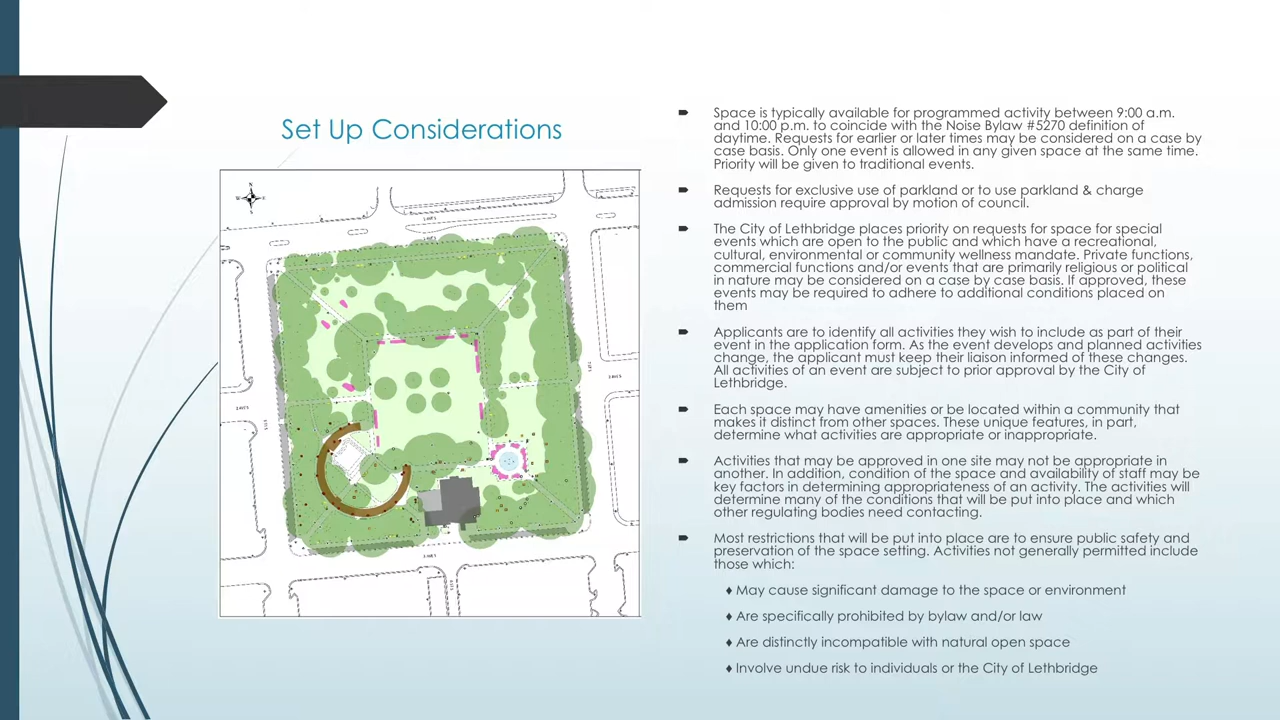 Set Up Considerations
Space is typically available for programmed activity between 9:00 a.m.
and 10:00 p.m. to coincide with the Noise Bylaw #5270 definition of
daytime. Requests for earlier or later times may be considered on a case by
case basis. Only one event is allowed in any given space at the same time.
Priority will be given to traditional events.
Requests for exclusive use of parkland or to use parkland & charge
admission require approval by motion of council.
The City of Lethbridge places priority on requests for space for special
events which are open to the public and which have a recreational,
cultural, environmental or community wellness mandate. Private functions,
commercial functions and/or events that are primarily religious or political
in nature may be considered on a case by case basis. If approved, these
events may be required to adhere to additional conditions placed on
them
Applicants are to identify all activities they wish to include as part of their
event in the application form. As the event develops and planned activities
change, the applicant must keep their liaison informed of these changes.
All activities of an event are subject to prior approval by the City of
Lethbridge.
Each space may have amenities or be located within a community that
makes it distinct from other spaces. These unique features, in part,
determine what activities are appropriate or inappropriate.
Activities that may be approved in one site may not be appropriate in
another. In addition, condition of the space and availability of staff may be
key factors in determining appropriateness of an activity. The activities will
determine many of the conditions that will be put into place and which
other regulating bodies need contacting.
Most restrictions that will be put into place are to ensure public safety and
preservation of the space setting. Activities not generally permitted include
those which:
♦ May cause significant damage to the space or environment
♦ Are specifically prohibited by bylaw and/or law
♦ Are distinctly incompatible with natural open space
♦ Involve undue risk to individuals or the City of Lethbridge